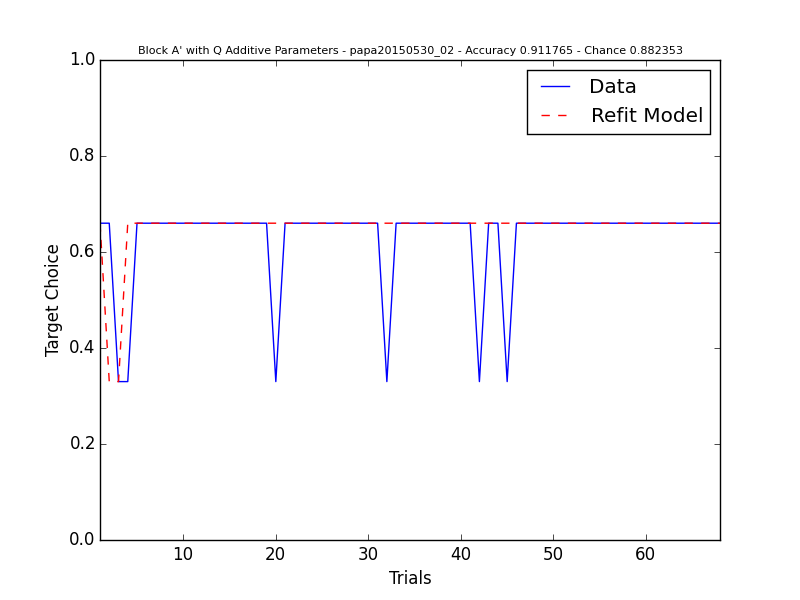 Block A' with Q Additive Parameters - papa20150530_02 - Accuracy 0.911765 - Chance 0.882353
1.0
0.8
0.6
0.4
0.2
0.0
Target Choice
Data
Refit Model
10 20 30 40 50 60
Trials